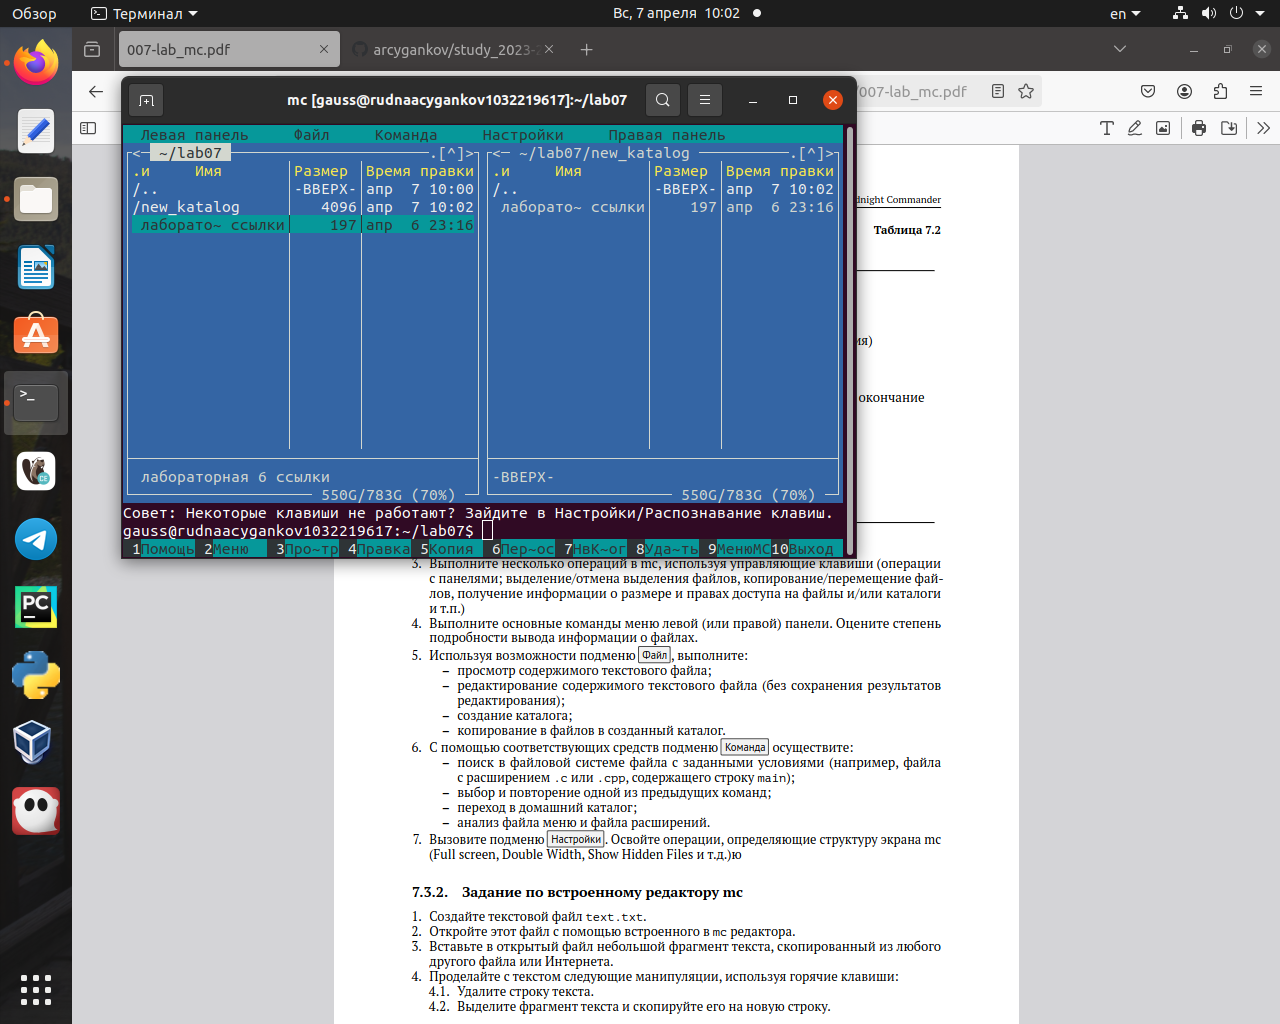 Обзор
Терминал
Вс, 7 апреля 10:02
en
007-lab_mc.pdf
arcygankov/study_2023-2
/007-lab_mc.pdf
mc [gauss@rudnaacygankov1032219617]:~/lab07
Левая панель Файл Команда Настройки Правая панель
<— ~/lab07 .[^]>
.и Имя Размер Время правки
/.. -ВВЕРХ- апр 7 10:00
/new_katalog 4096 апр 7 10:02
лаборато~ ссылки 197 апр 6 23:16
лабораторная 6 ссылки
550G/783G (70%)
<— ~/lab07/new_katalog .[^]>
.и Имя Размер Время правки
/.. -ВВЕРХ- апр 7 10:02
лаборато~ ссылки 197 апр 6 23:16
-ВВЕРХ-
550G/783G (70%)
Совет: Некоторые клавиши не работают? Зайдите в Настройки/Распознавание клавиш.
gauss@rudnaacygankov1032219617:~/lab07$
1Помощь 2Меню 3Про~тр 4Правка 5Копия 6Пер~ос 7НвК~ог 8Уда~ть 9МенюМС 10Выход
dnight Commander
Таблица 7.2
ия)
окончание
3. Выполните несколько операций в mc, используя управляющие клавиши (операции
с панелями; выделение/отмена выделения файлов, копирование/перемещение фай-
лов, получение информации о размере и правах доступа на файлы и/или каталоги
и т.п.)
4. Выполните основные команды меню левой (или правой) панели. Оцените степень
подробности вывода информации о файлах.
5. Используя возможности подменю Файл, выполните:
– просмотр содержимого текстового файла;
– редактирование содержимого текстового файла (без сохранения результатов
редактирования);
– создание каталога;
– копирование в файлов в созданный каталог.
6. С помощью соответствующих средств подменю Команда осуществите:
– поиск в файловой системе файла с заданными условиями (например, файла
с расширением .c или .cpp, содержащего строку main);
– выбор и повторение одной из предыдущих команд;
– переход в домашний каталог;
– анализ файла меню и файла расширений.
7. Вызовите подменю Настройки. Освойте операции, определяющие структуру экрана mc
(Full screen, Double Width, Show Hidden Files и т.д.)ю
7.3.2. Задание по встроенному редактору mc
1. Создайте текстовой файл text.txt.
2. Откройте этот файл с помощью встроенного в mc редактора.
3. Вставьте в открытый файл небольшой фрагмент текста, скопированный из любого
другого файла или Интернета.
4. Проделайте с текстом следующие манипуляции, используя горячие клавиши:
4.1. Удалите строку текста.
4.2. Выделите фрагмент текста и скопируйте его на новую строку.